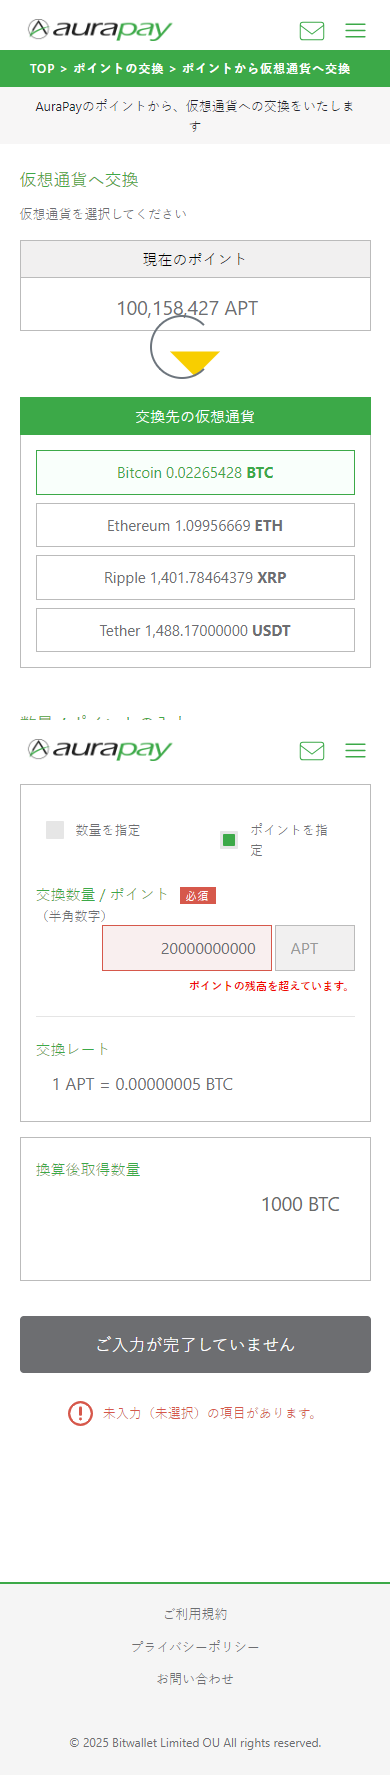 aurapay
TOP > ポイントの交換 > ポイントから仮想通貨へ交換
AuraPayのポイントから、仮想通貨への交換をいたしま
す
仮想通貨へ交換
仮想通貨を選択してください
現在のポイント
100,158,427 APT
交換先の仮想通貨
Bitcoin 0.02265428 BTC
Ethereum 1.09956669 ETH
Ripple 1,401.78464379 XRP
Tether 1,488.17000000 USDT
数量 / ポイントの入力
aurapay
数量を指定
ポイントを指
定
交換数量 / ポイント 必須
（半角数字）
20000000000 APT
ポイントの残高を超えています。
交換レート
1 APT = 0.00000005 BTC
換算後取得数量
1000 BTC
ご入力が完了していません
未入力（未選択）の項目があります。
ご利用規約
プライバシーポリシー
お問い合わせ
© 2025 Bitwallet Limited OU All rights reserved.